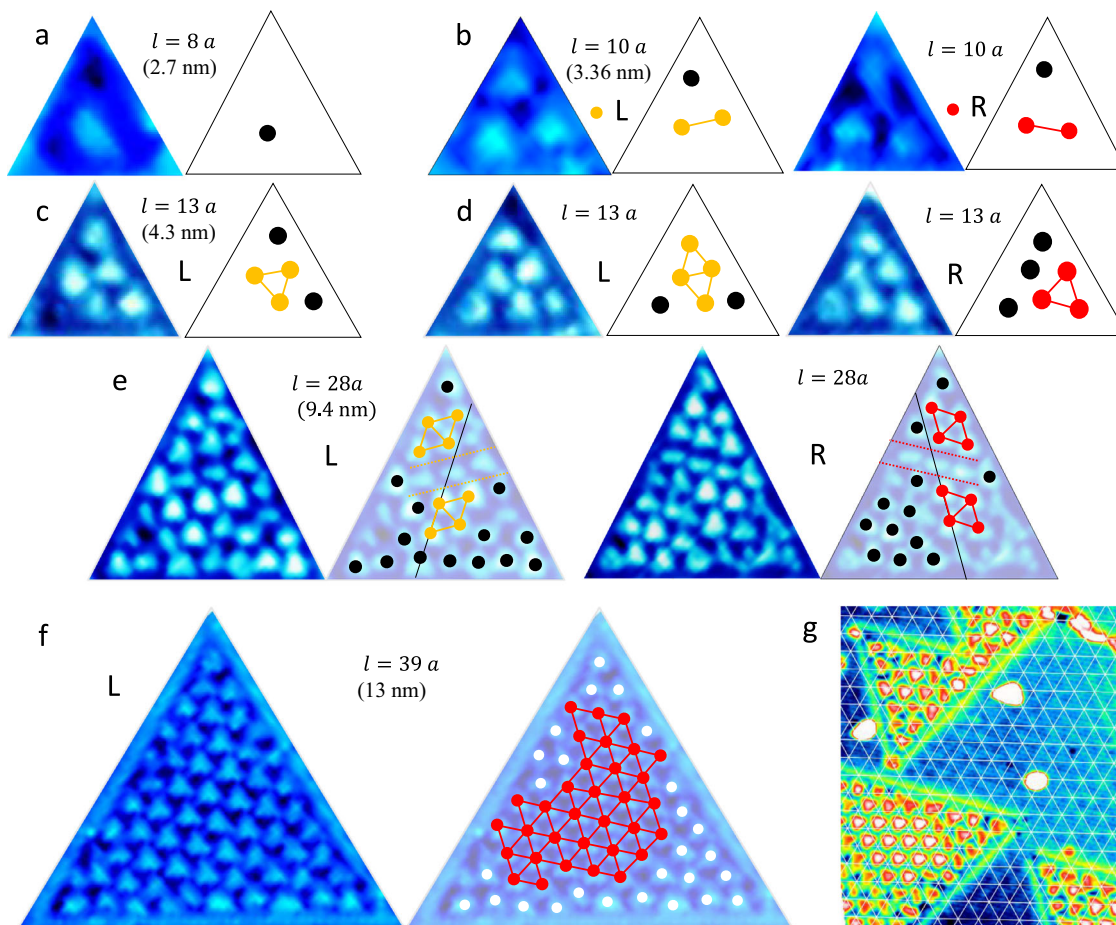 a
l = 8 a
(2.7 nm)
b
l = 10 a
(3.36 nm)
L
l = 10 a
R
c
l = 13 a
(4.3 nm)
L
d
l = 13 a
L
l = 13 a
R
e
l = 28a
(9.4 nm)
L
l = 28a
R
f
L
l = 39 a
(13 nm)
g